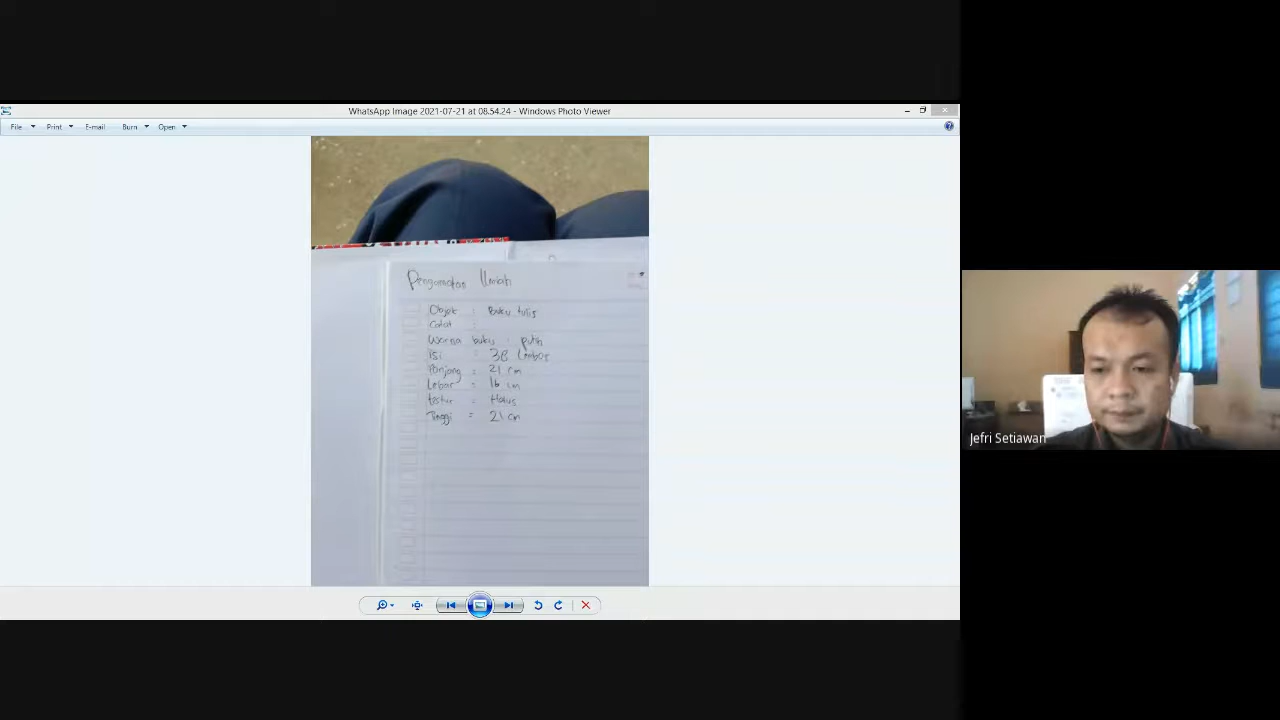 WhatsApp Image 2021-07-21 at 08.54.24 - Windows Photo Viewer
File Print E-mail Burn Open
Pengamatan Ilmiah
Objek : Buku tulis
Catat :
Warna buku : putih
Isi : 38 Lembar
Panjang = 21 cm
Lebar = 16 cm
testur = Halus
Tinggi = 21 cm
Jefri Setiawan